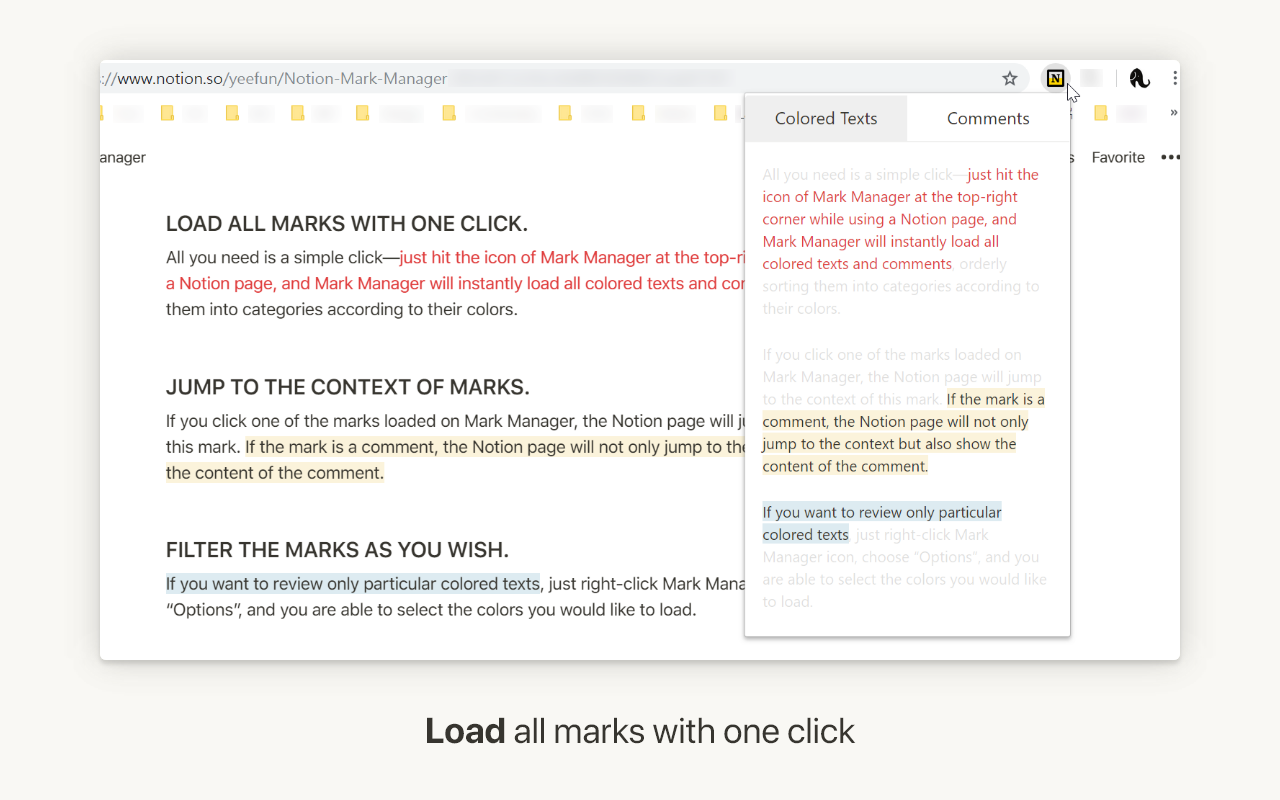 ://www.notion.so/yeefun/Notion-Mark-Manager
N
»
anager
s Favorite •••
LOAD ALL MARKS WITH ONE CLICK.
All you need is a simple click—just hit the icon of Mark Manager at the top-ri
a Notion page, and Mark Manager will instantly load all colored texts and co
them into categories according to their colors.
JUMP TO THE CONTEXT OF MARKS.
If you click one of the marks loaded on Mark Manager, the Notion page will ju
this mark. If the mark is a comment, the Notion page will not only jump to the
the content of the comment.
FILTER THE MARKS AS YOU WISH.
If you want to review only particular colored texts, just right-click Mark Mana
“Options”, and you are able to select the colors you would like to load.
Colored Texts Comments
All you need is a simple click—just hit the
icon of Mark Manager at the top-right
corner while using a Notion page, and
Mark Manager will instantly load all
colored texts and comments, orderly
sorting them into categories according to
their colors.
If you click one of the marks loaded on
Mark Manager, the Notion page will jump
to the context of this mark. If the mark is a
comment, the Notion page will not only
jump to the context but also show the
content of the comment.
If you want to review only particular
colored texts, just right-click Mark
Manager icon, choose “Options”, and you
are able to select the colors you would like
to load.
Load all marks with one click